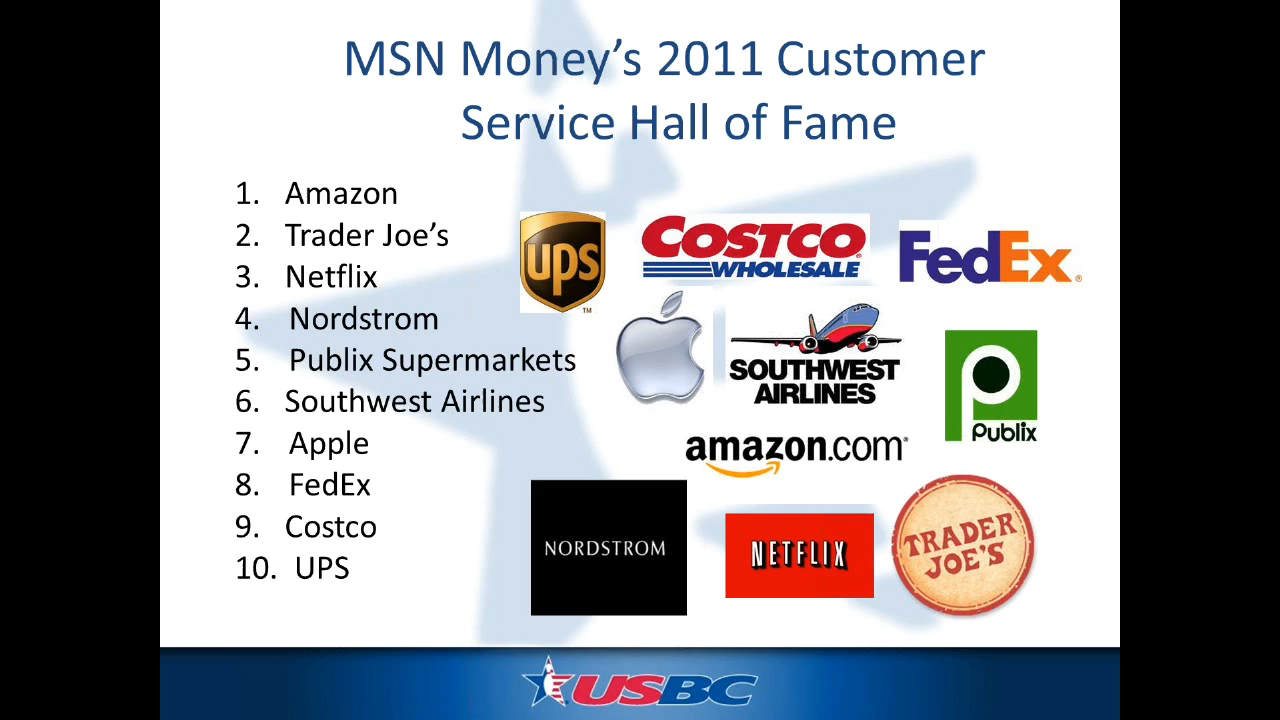 MSN Money's 2011 Customer
Service Hall of Fame
1. Amazon
2. Trader Joe's
3. Netflix
4. Nordstrom
5. Publix Supermarkets
6. Southwest Airlines
7. Apple
8. FedEx
9. Costco
10. UPS
ups
TM
COSTCO
WHOLESALE
FedEx®
SOUTHWEST
AIRLINES
Publix
amazon.com®
NORDSTROM
NETFLIX
TRADER
JOE'S
USBC